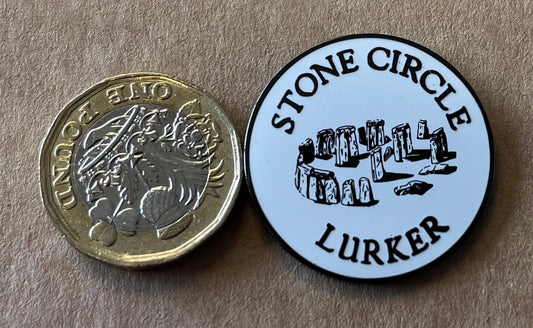 ONE POUND
STONE CIRCLE
LURKER